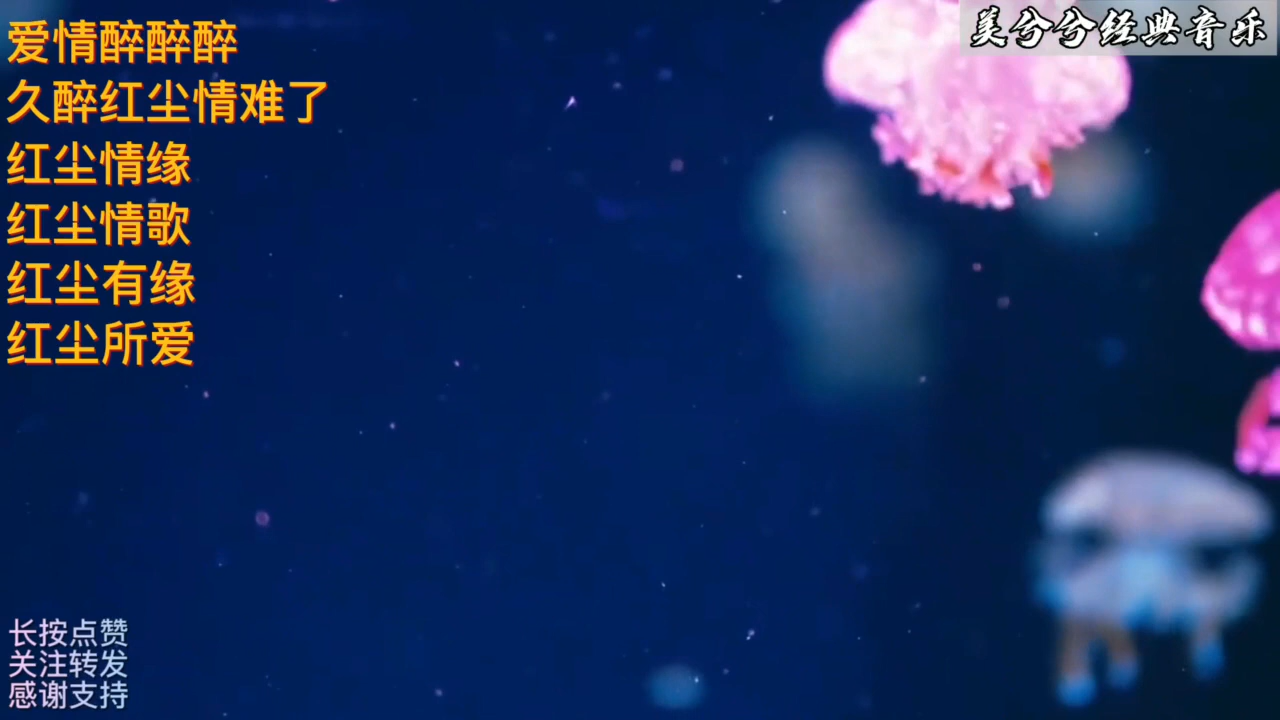 美兮兮经典音乐
爱情醉醉醉
久醉红尘情难了
红尘情缘
红尘情歌
红尘有缘
红尘所爱
长按点赞
关注转发
感谢支持